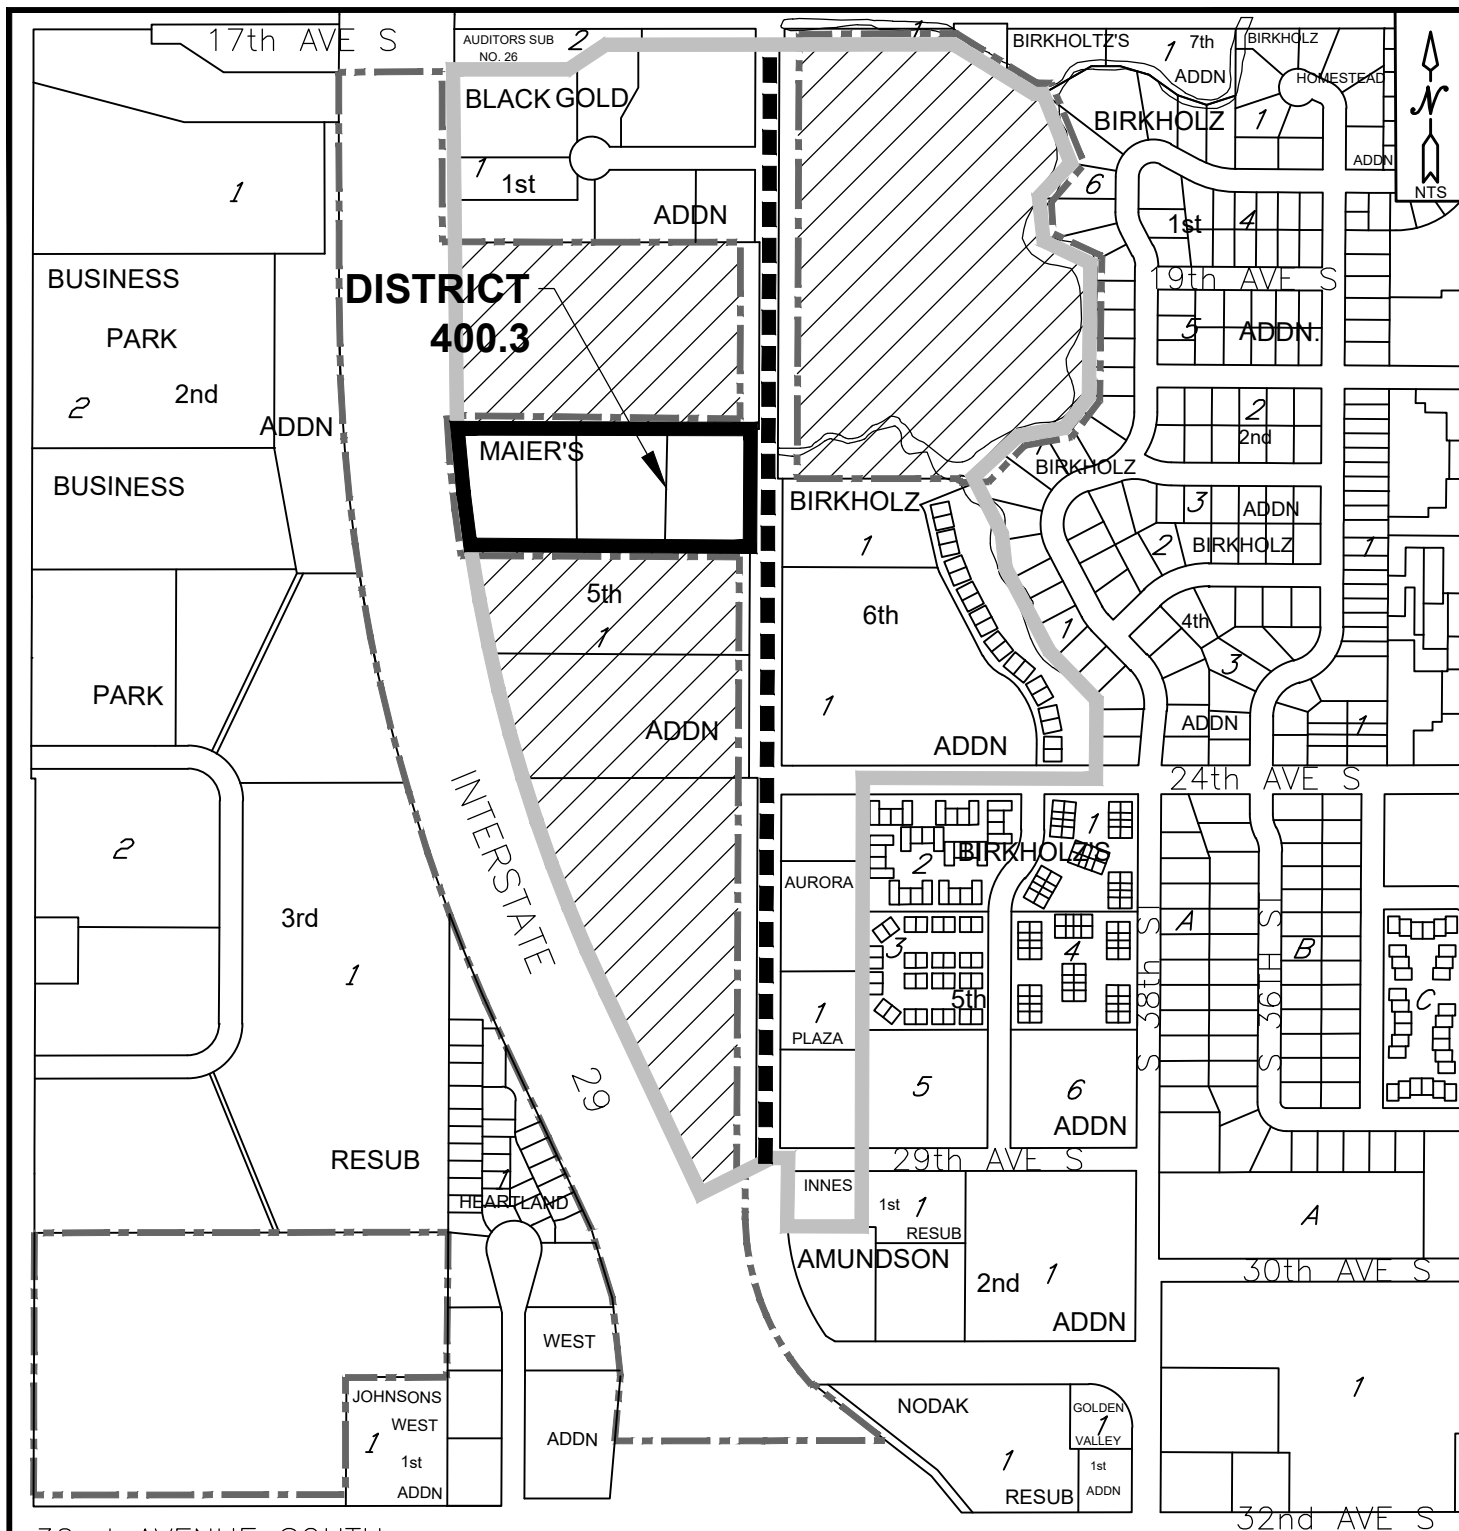 17th AVE S
AUDITORS SUB
NO. 26
2
1
BIRKHOLTZ'S
1
7th
ADDN
BIRKHOLZ
HOMESTEAD
1
ADDN
N
NTS
BLACK GOLD
1
1st
ADDN
BIRKHOLZ
6
1st
4
19th AVE S
5
ADDN.
1
BUSINESS
PARK
2
2nd
ADDN
DISTRICT
400.3
2
2nd
MAIER'S
BUSINESS
BIRKHOLZ
1
1
BIRKHOLZ
3
ADDN
2
BIRKHOLZ
1
5th
1
6th
1
4th
3
PARK
ADDN
1
ADDN
ADDN
1
24th AVE S
INTERSTATE
29
2
3rd
1
AURORA
2
BIRKHOLZ'S
1
3
4
5th
1
PLAZA
5
6
ADDN
S 38th St
A
S 36TH St
B
C
RESUB
1
HEARTLAND
29th AVE S
INNES
1st
1
RESUB
A
AMUNDSON
2nd
1
ADDN
30th AVE S
WEST
JOHNSONS
WEST
1
1st
ADDN
ADDN
NODAK
GOLDEN
1
VALLEY
1st
ADDN
1
RESUB
1
32nd AVE S